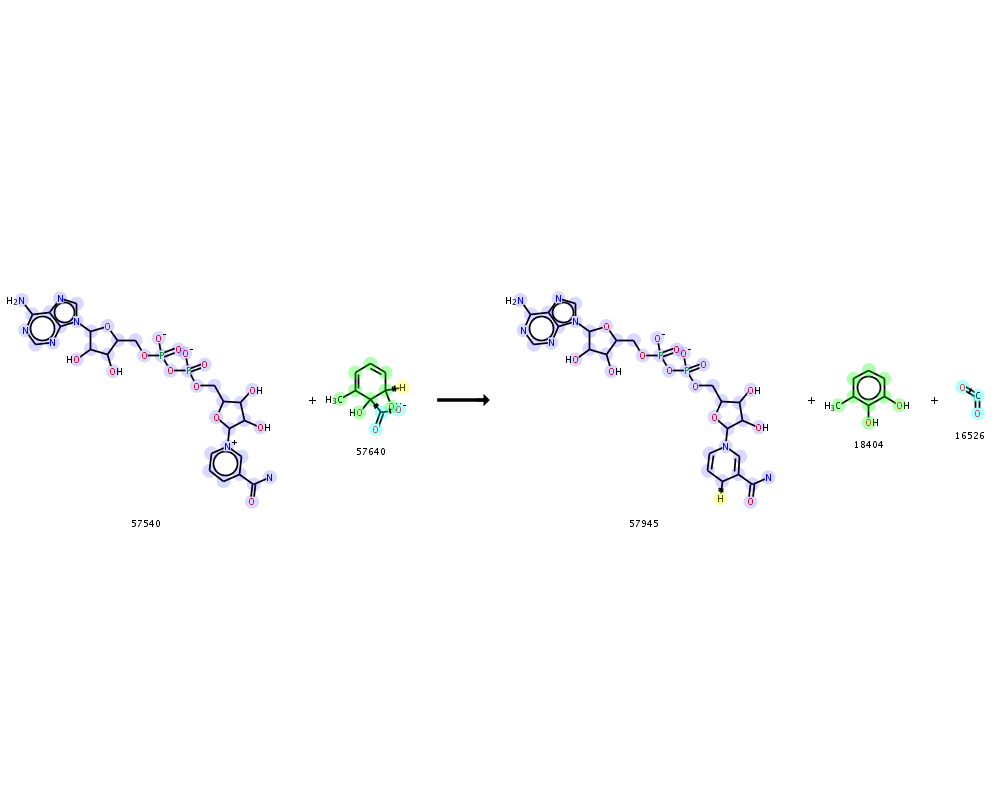 H₂N N N N N O HO OH O O⁻ P O O O⁻ P O O OH O OH N⁺ N O
57540
+
H₃C HO H O⁻ O
57640
H₂N N N N N O HO OH O O⁻ P O O O⁻ P O O OH O OH N N O H
57945
+
H₃C OH OH
18404
+
O C O
16526